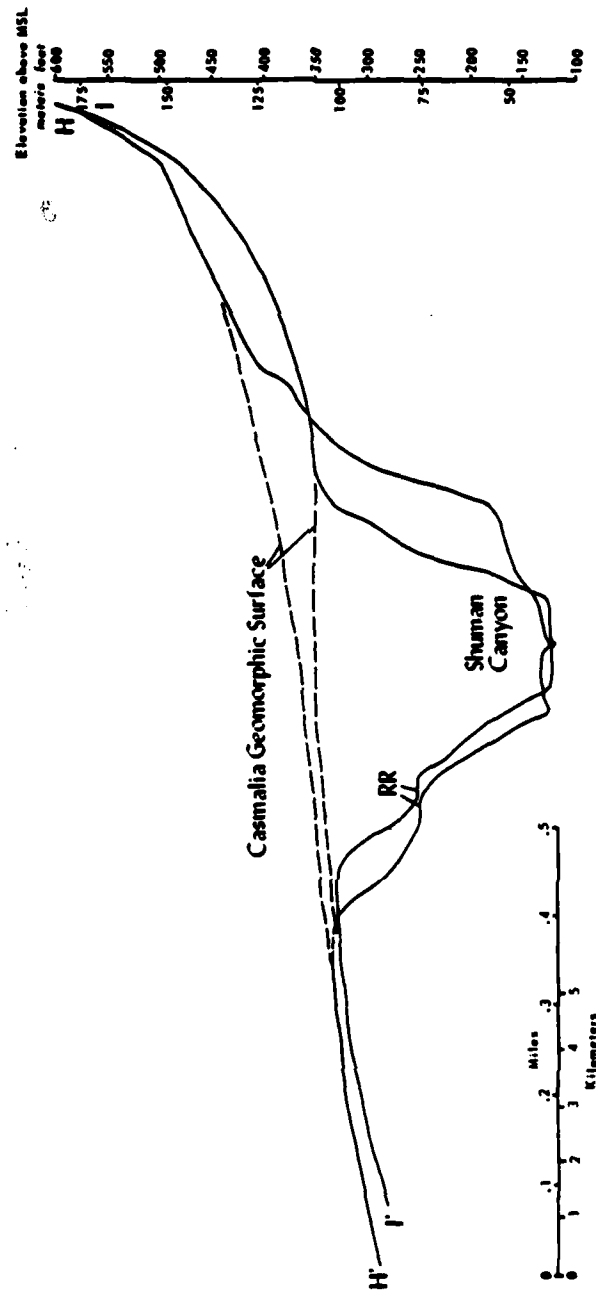 Elevation above MSL
meters feet
600
H
175
I
550
500
150
450
400
125
350
Casmalia Geomorphic Surface
100
300
H'
I'
RR
250
75
Shuman
Canyon
200
150
50
100
Miles
0 .1 .2 .3 .4 .5
0 1 2 3 4 5
Kilometers